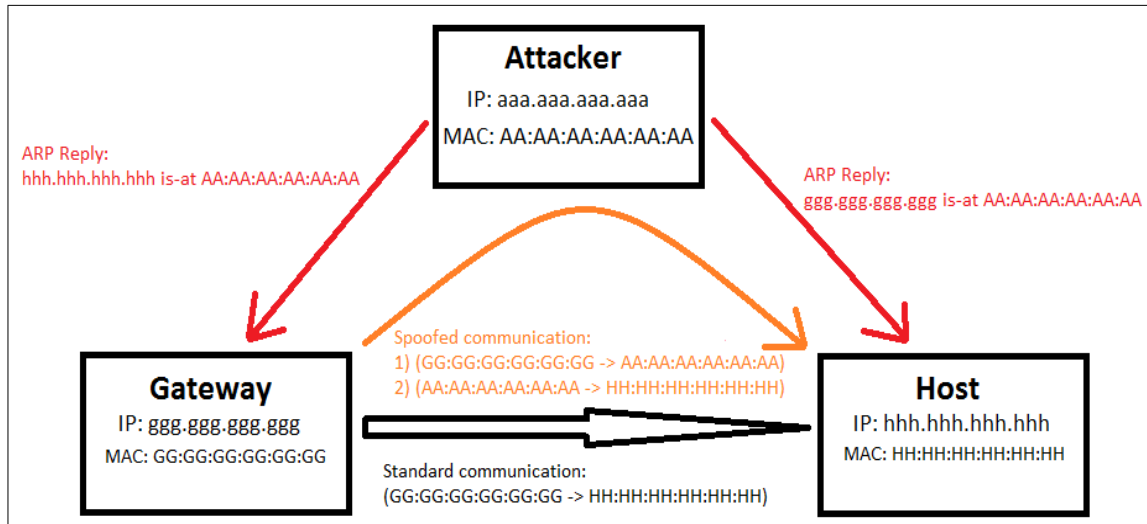 Attacker
IP: aaa.aaa.aaa.aaa
MAC: AA:AA:AA:AA:AA:AA
ARP Reply:
hhh.hhh.hhh.hhh is-at AA:AA:AA:AA:AA:AA
ARP Reply:
ggg.ggg.ggg.ggg is-at AA:AA:AA:AA:AA:AA
Spoofed communication:
1) (GG:GG:GG:GG:GG:GG -> AA:AA:AA:AA:AA:AA)
2) (AA:AA:AA:AA:AA:AA -> HH:HH:HH:HH:HH:HH)
Gateway
IP: ggg.ggg.ggg.ggg
MAC: GG:GG:GG:GG:GG:GG
Host
IP: hhh.hhh.hhh.hhh
MAC: HH:HH:HH:HH:HH:HH
Standard communication:
(GG:GG:GG:GG:GG:GG -> HH:HH:HH:HH:HH:HH)